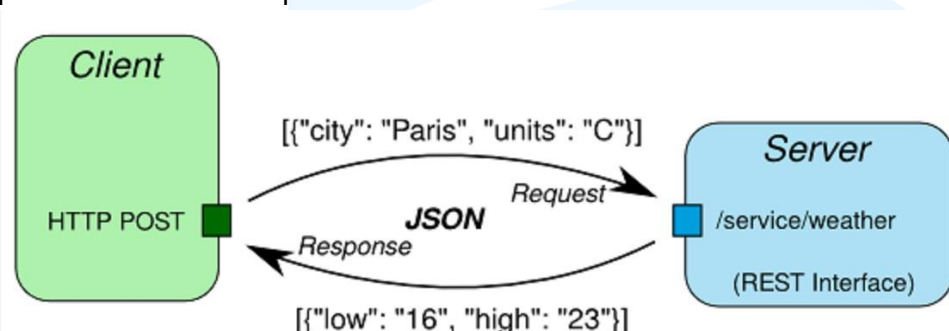 Client
[{"city": "Paris", "units": "C"}]
Server
Request
HTTP POST
JSON
/service/weather
Response
(REST Interface)
[{"low": "16", "high": "23"}]